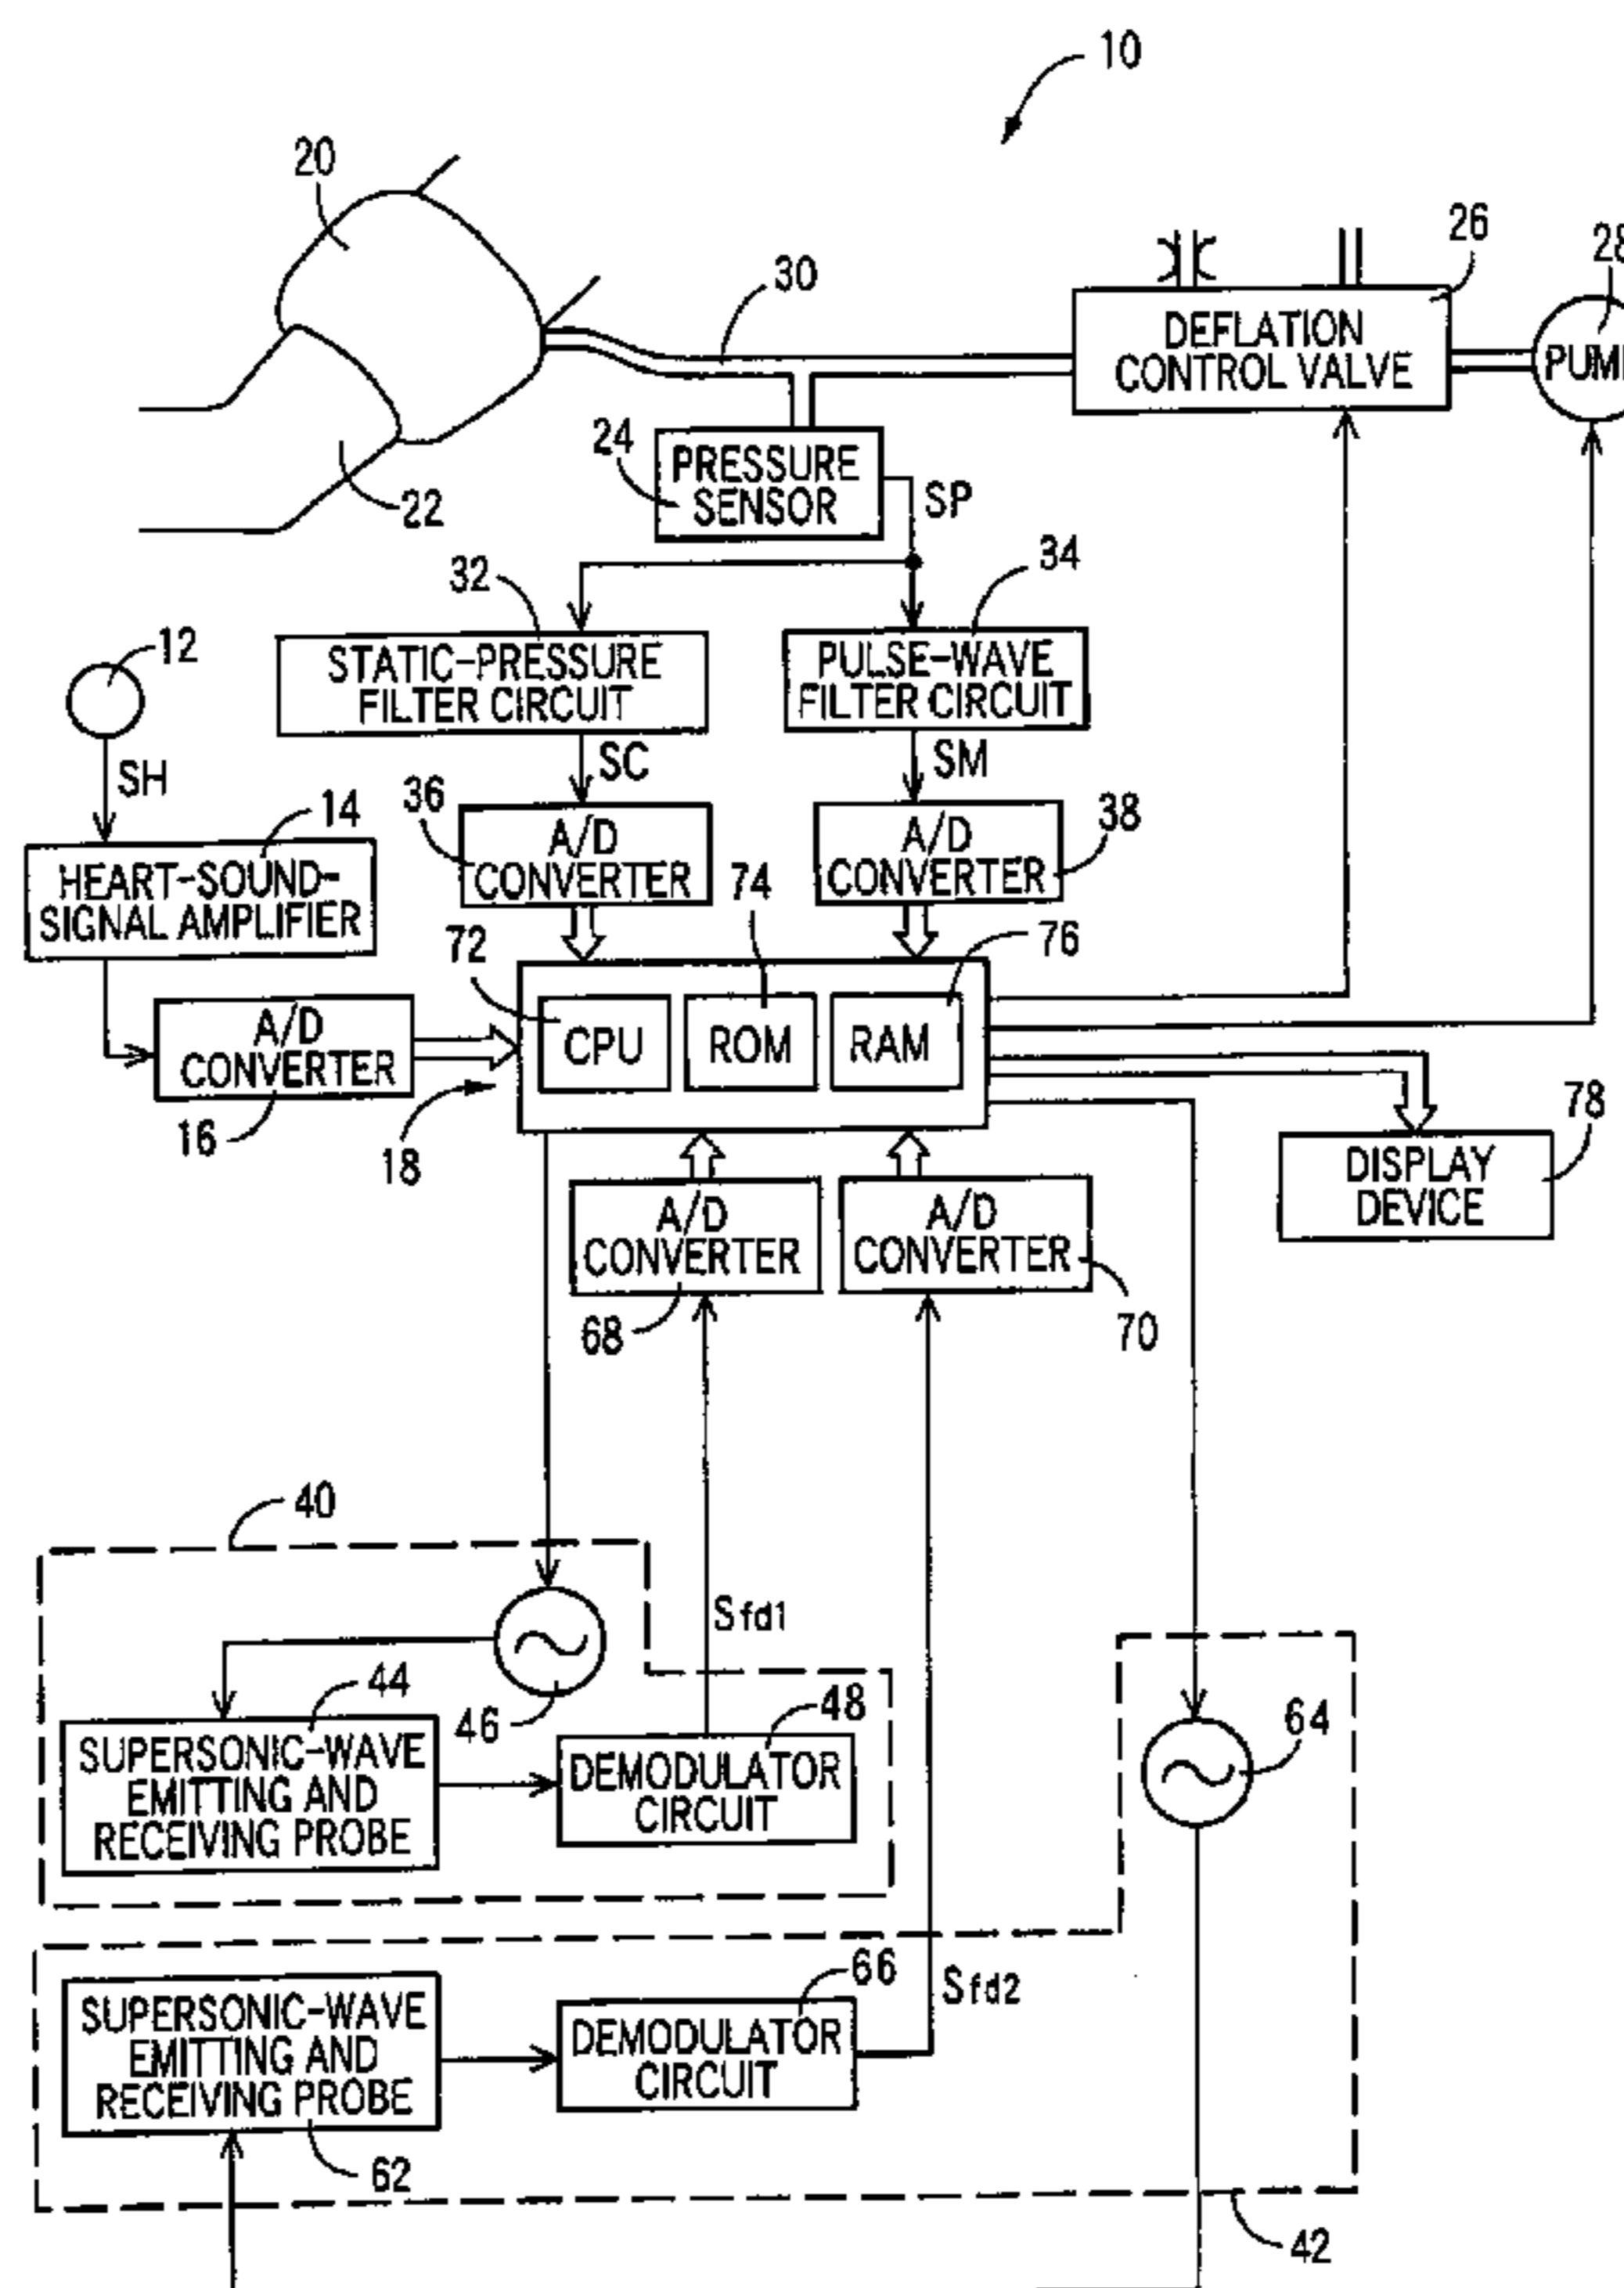 10
20
26
28
30
DEFLATION
CONTROL VALVE
24
PRESSURE
SENSOR
SP
22
32
34
12
STATIC-PRESSURE
FILTER CIRCUIT
PULSE-WAVE
FILTER CIRCUIT
SH
SC
SM
14
36
A/D
CONVERTER
A/D
CONVERTER
38
HEART-SOUND-
SIGNAL AMPLIFIER
72
74
76
A/D
CONVERTER
16
CPU
ROM
RAM
18
78
DISPLAY
DEVICE
A/D
CONVERTER
A/D
CONVERTER
68
70
40
Sfd1
44
46
48
64
SUPERSONIC-WAVE
EMITTING AND
RECEIVING PROBE
DEMODULATOR
CIRCUIT
66
Sfd2
SUPERSONIC-WAVE
EMITTING AND
RECEIVING PROBE
DEMODULATOR
CIRCUIT
62
42